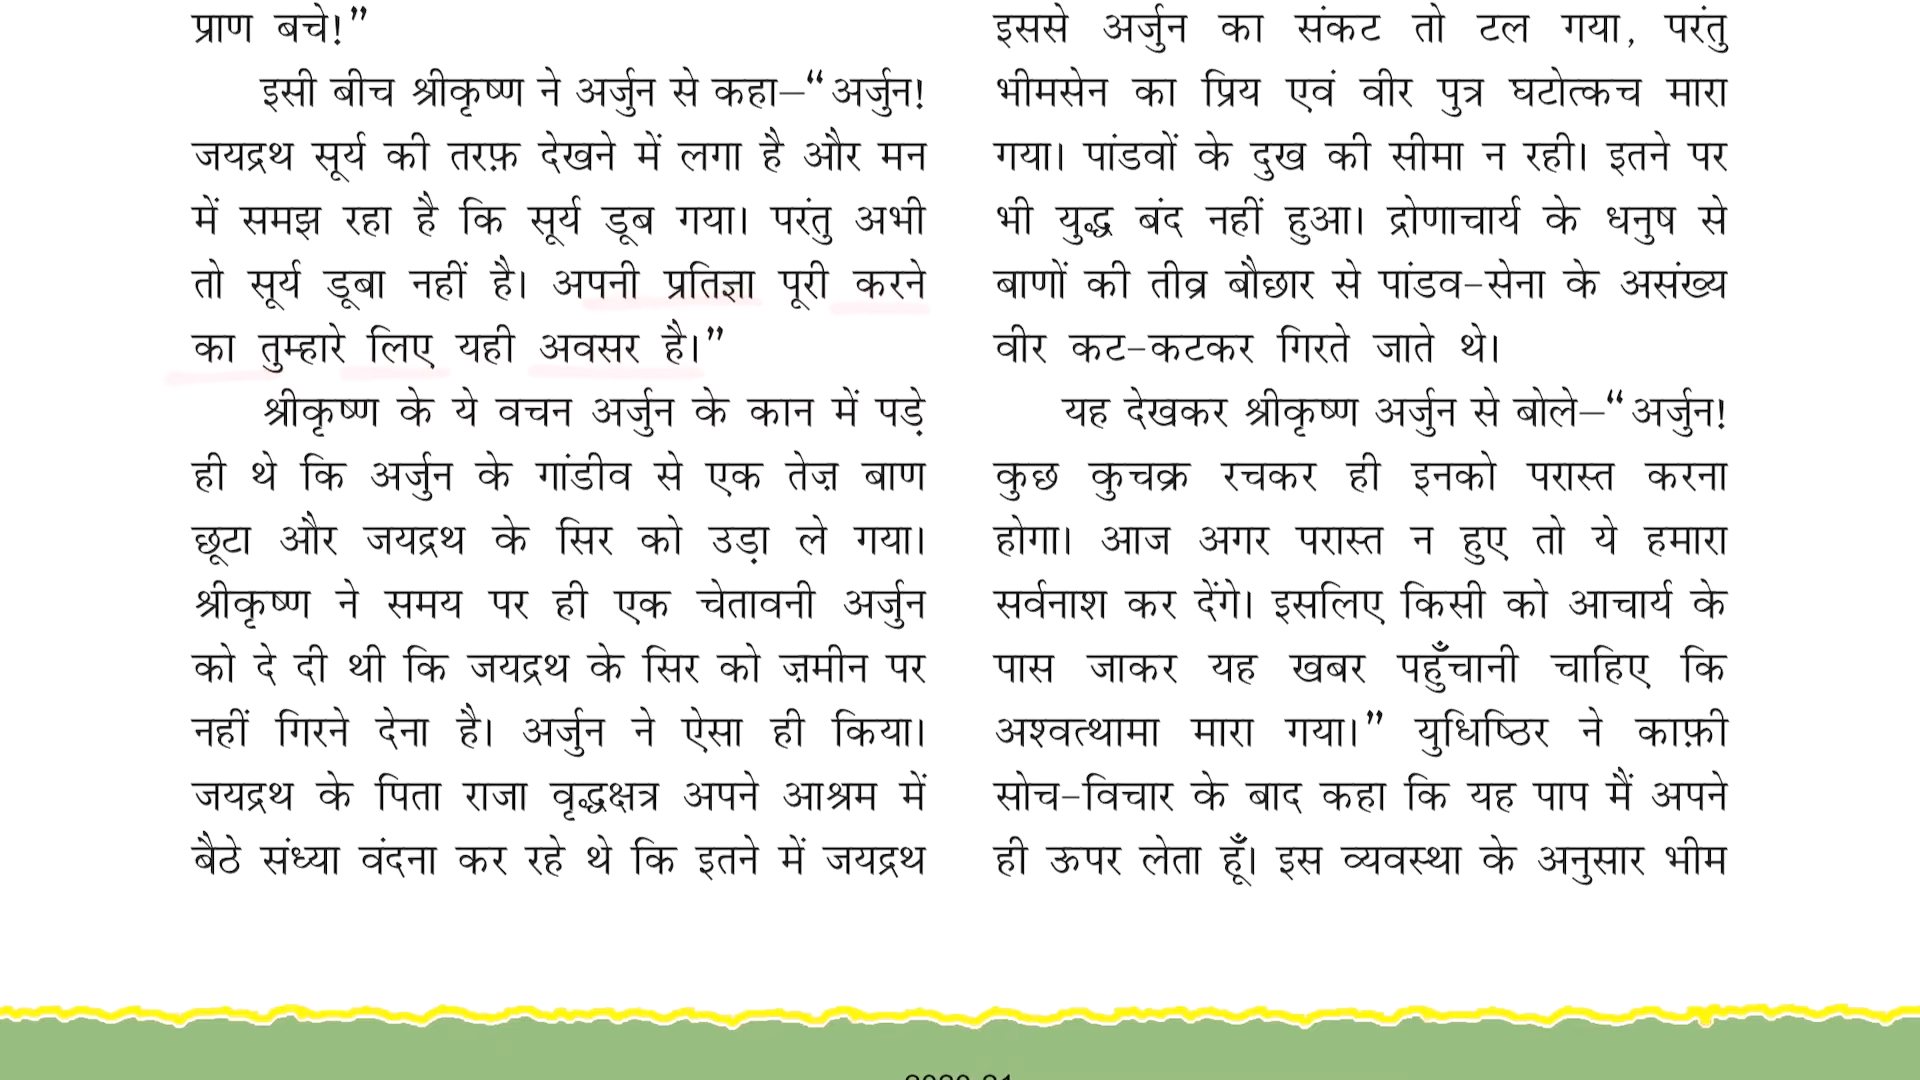 प्राण बचे!”
इसी बीच श्रीकृष्ण ने अर्जुन से कहा–“अर्जुन!
जयद्रथ सूर्य की तरफ़ देखने में लगा है और मन
में समझ रहा है कि सूर्य डूब गया। परंतु अभी
तो सूर्य डूबा नहीं है। अपनी प्रतिज्ञा पूरी करने
का तुम्हारे लिए यही अवसर है।”
श्रीकृष्ण के ये वचन अर्जुन के कान में पड़े
ही थे कि अर्जुन के गांडीव से एक तेज़ बाण
छूटा और जयद्रथ के सिर को उड़ा ले गया।
श्रीकृष्ण ने समय पर ही एक चेतावनी अर्जुन
को दे दी थी कि जयद्रथ के सिर को ज़मीन पर
नहीं गिरने देना है। अर्जुन ने ऐसा ही किया।
जयद्रथ के पिता राजा वृद्धक्षत्र अपने आश्रम में
बैठे संध्या वंदना कर रहे थे कि इतने में जयद्रथ
इससे अर्जुन का संकट तो टल गया, परंतु
भीमसेन का प्रिय एवं वीर पुत्र घटोत्कच मारा
गया। पांडवों के दुख की सीमा न रही। इतने पर
भी युद्ध बंद नहीं हुआ। द्रोणाचार्य के धनुष से
बाणों की तीव्र बौछार से पांडव-सेना के असंख्य
वीर कट-कटकर गिरते जाते थे।
यह देखकर श्रीकृष्ण अर्जुन से बोले–“अर्जुन!
कुछ कुचक्र रचकर ही इनको परास्त करना
होगा। आज अगर परास्त न हुए तो ये हमारा
सर्वनाश कर देंगे। इसलिए किसी को आचार्य के
पास जाकर यह खबर पहुँचानी चाहिए कि
अश्वत्थामा मारा गया।” युधिष्ठिर ने काफ़ी
सोच-विचार के बाद कहा कि यह पाप मैं अपने
ही ऊपर लेता हूँ। इस व्यवस्था के अनुसार भीम